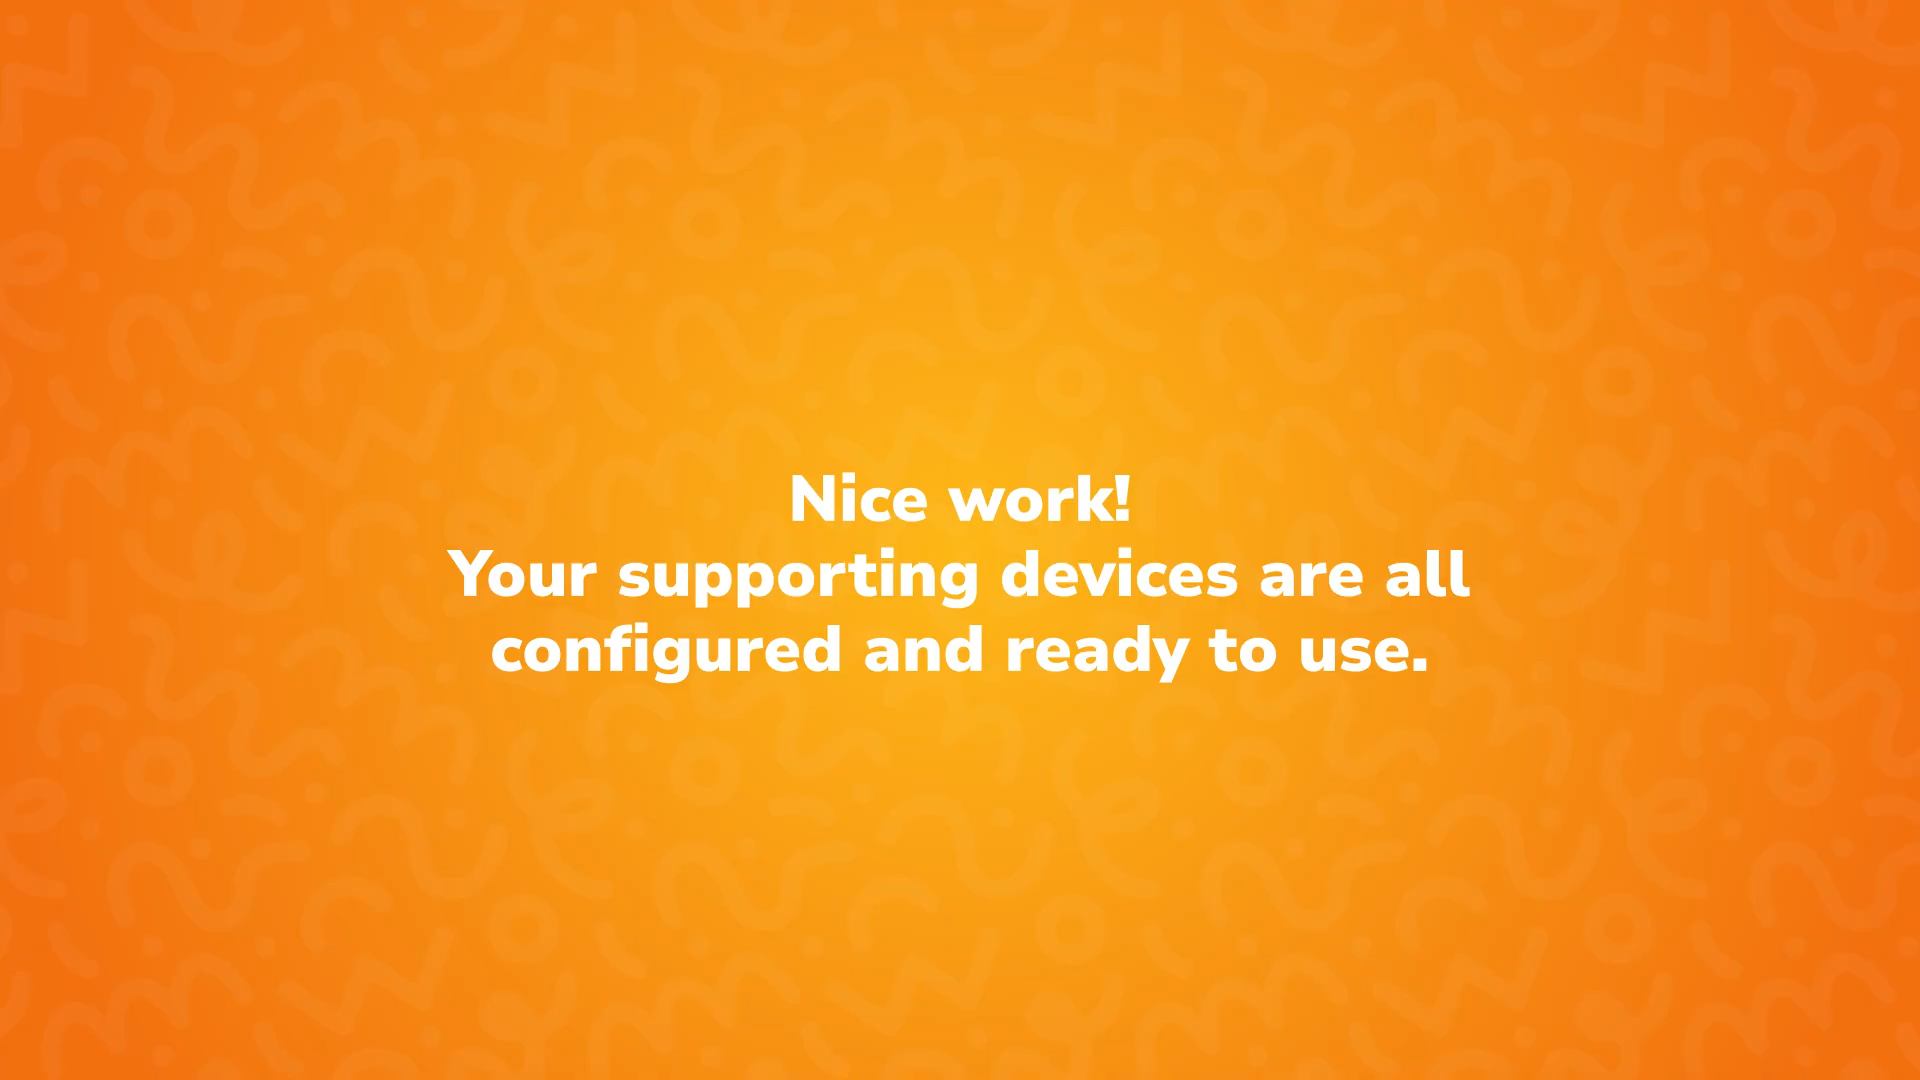 Nice work!
Your supporting devices are all
configured and ready to use.